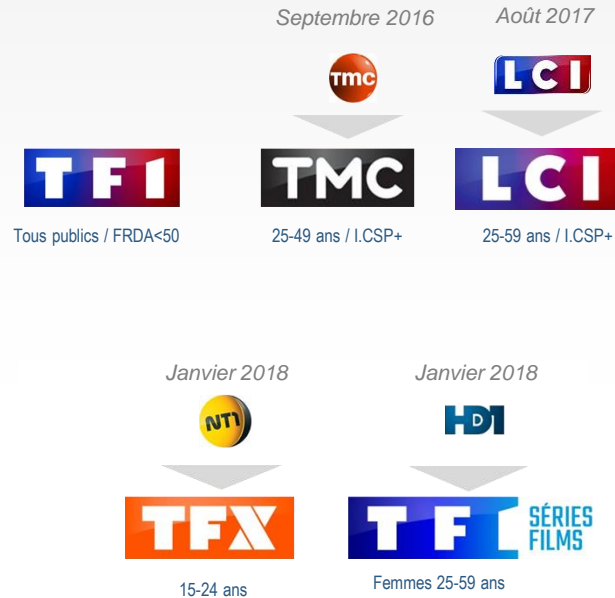 Septembre 2016
Août 2017
TMC
LCI
TF1
TMC
LCI
Tous publics / FRDA<50
25-49 ans / I.CSP+
25-59 ans / I.CSP+
Janvier 2018
Janvier 2018
NT1
HD1
TFX
TF1
SÉRIES
FILMS
15-24 ans
Femmes 25-59 ans